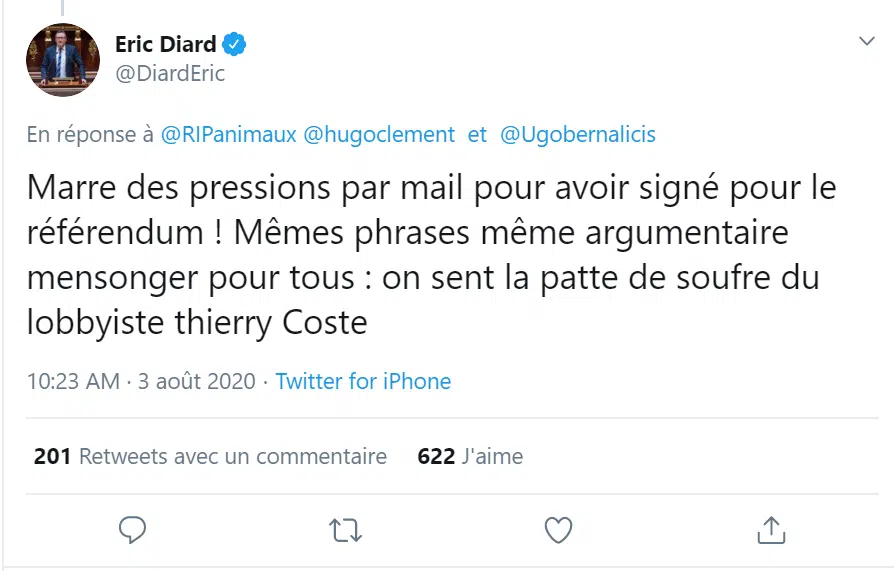 Eric Diard
@DiardEric
En réponse à @RIPanimaux @hugoclement et @Ugobernalicis
Marre des pressions par mail pour avoir signé pour le
référendum ! Mêmes phrases même argumentaire
mensonger pour tous : on sent la patte de soufre du
lobbyiste thierry Coste
10:23 AM · 3 août 2020 · Twitter for iPhone
201 Retweets avec un commentaire 622 J'aime